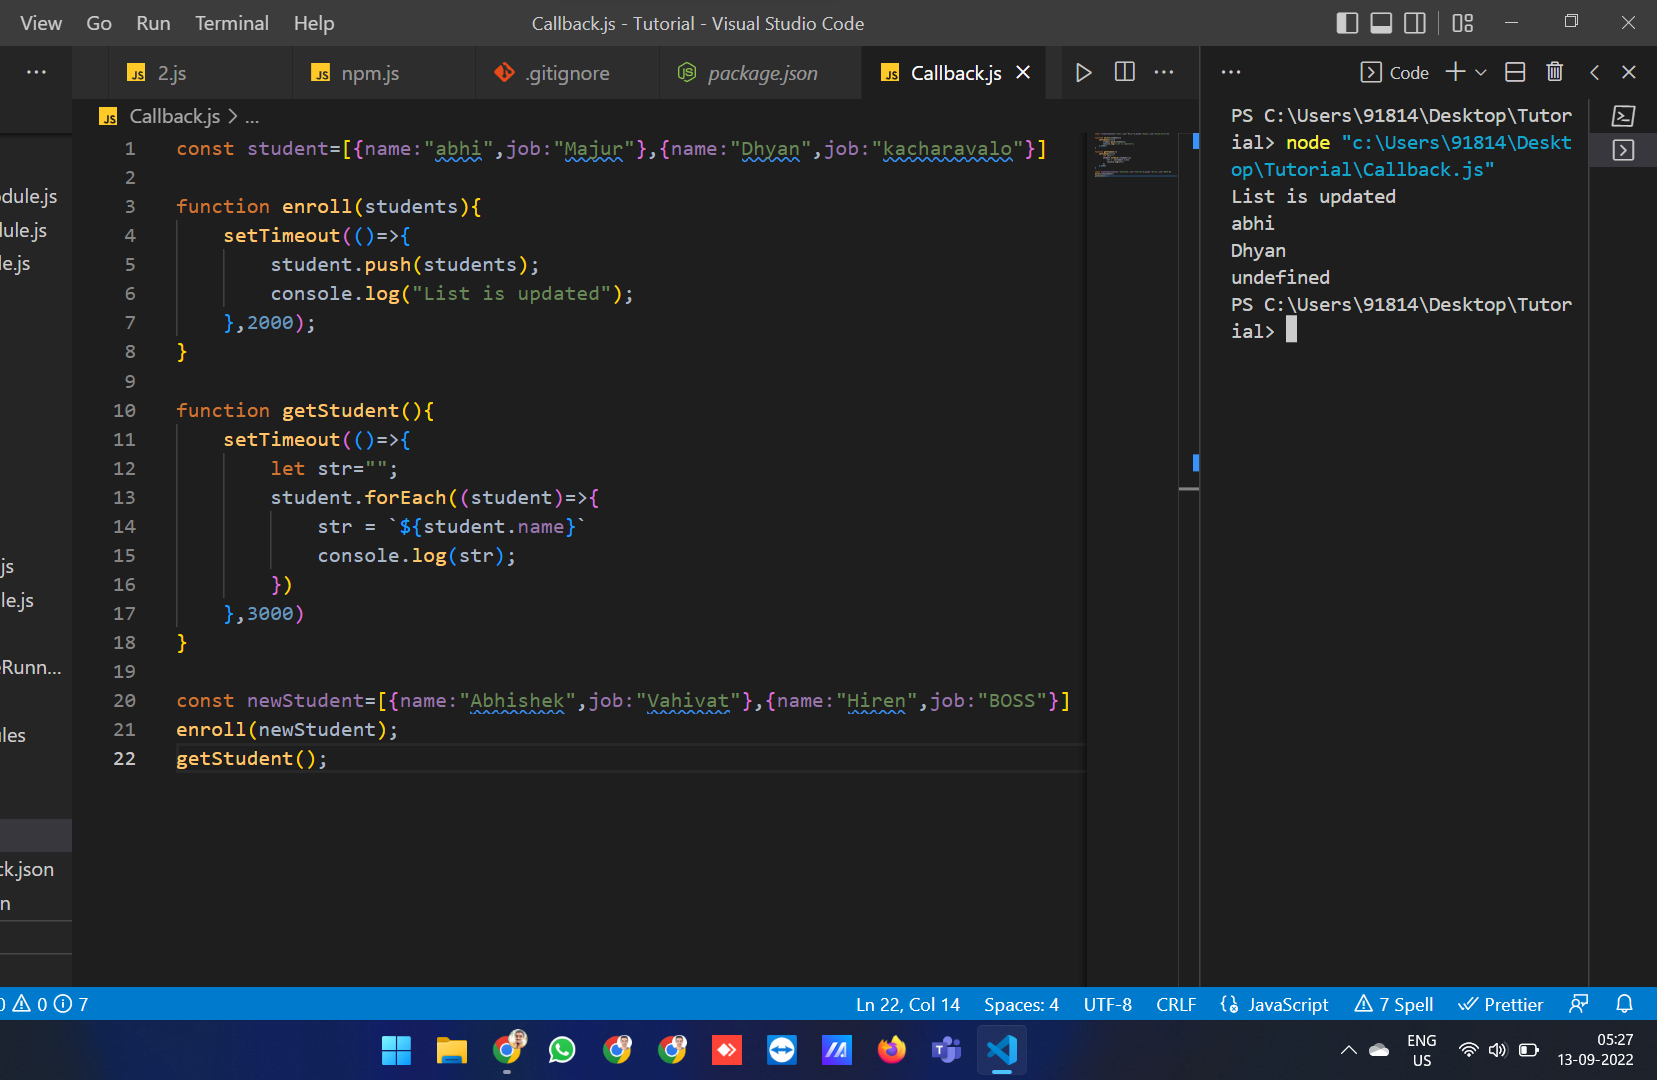 View Go Run Terminal Help Callback.js - Tutorial - Visual Studio Code
2.js npm.js .gitignore package.json Callback.js Code
Callback.js > ...
1 const student=[{name:"abhi",job:"Majur"},{name:"Dhyan",job:"kacharavalo"}]
2
3 function enroll(students){
4 setTimeout(()=>{
5 student.push(students);
6 console.log("List is updated");
7 },2000);
8 }
9
10 function getStudent(){
11 setTimeout(()=>{
12 let str="";
13 student.forEach((student)=>{
14 str = `${student.name}`
15 console.log(str);
16 })
17 },3000)
18 }
19
20 const newStudent=[{name:"Abhishek",job:"Vahivat"},{name:"Hiren",job:"BOSS"}]
21 enroll(newStudent);
22 getStudent();
PS C:\Users\91814\Desktop\Tutor
ial> node "c:\Users\91814\Deskt
op\Tutorial\Callback.js"
List is updated
abhi
Dhyan
undefined
PS C:\Users\91814\Desktop\Tutor
ial>
odule.js
lule.js
le.js
js
le.js
Runn...
les
ck.json
n
0 7 Ln 22, Col 14 Spaces: 4 UTF-8 CRLF JavaScript 7 Spell Prettier
ENG
US
05:27
13-09-2022